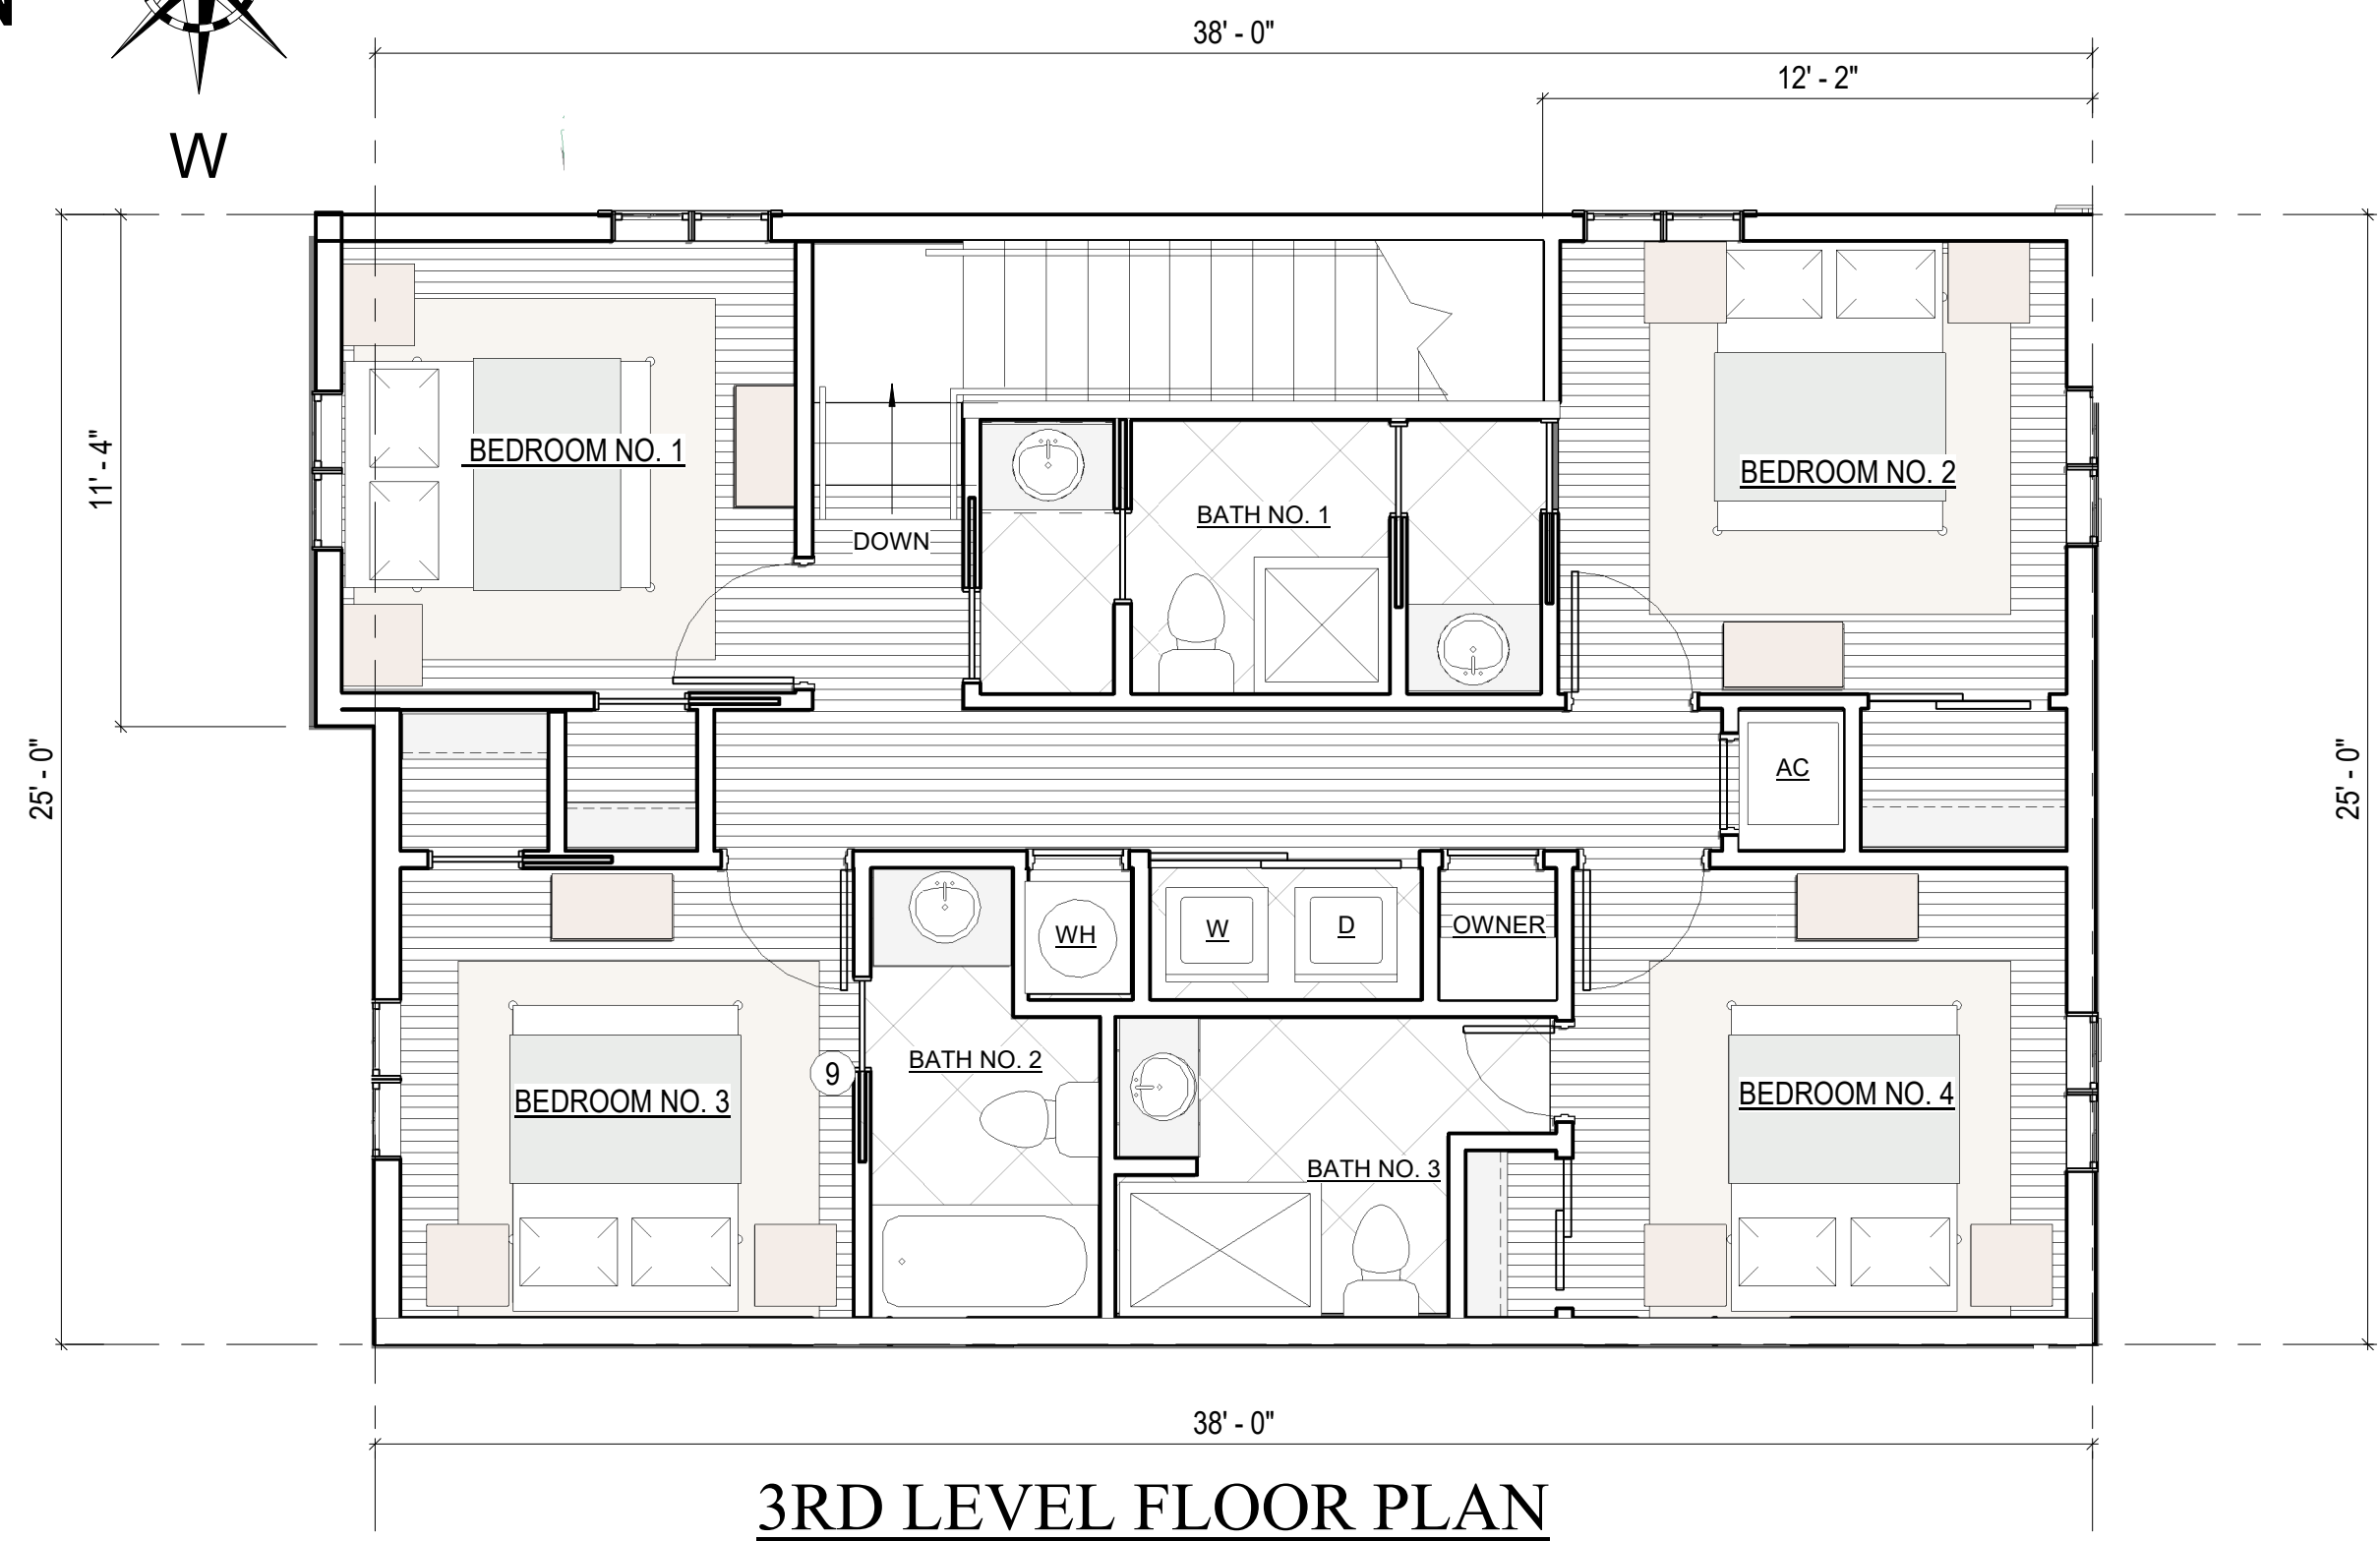 N
38' - 0"
12' - 2"
W
BEDROOM NO. 1
BEDROOM NO. 2
11' - 4"
BATH NO. 1
DOWN
25' - 0"
AC
25' - 0"
WH
W
D
OWNER
BATH NO. 2
9
BEDROOM NO. 3
BEDROOM NO. 4
BATH NO. 3
38' - 0"
3RD LEVEL FLOOR PLAN